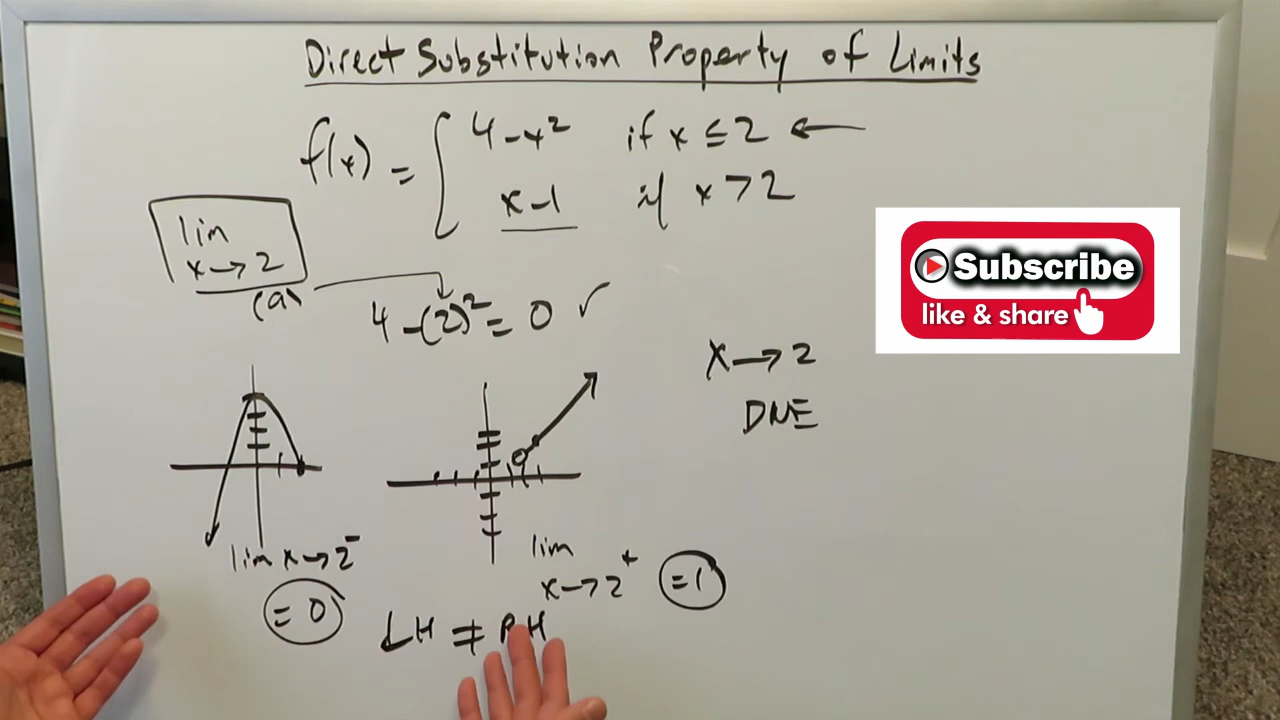 Direct Substitution Property of Limits
f(x) = { 4-x² if x ≤ 2 ←
x-1 if x > 2
lim
x→2
(a)
4-(2)² = 0 ✓
Subscribe
like & share
x→2
DNE
lim x→2⁻
= 0
lim
x→2⁺ =1
LH ≠ RH